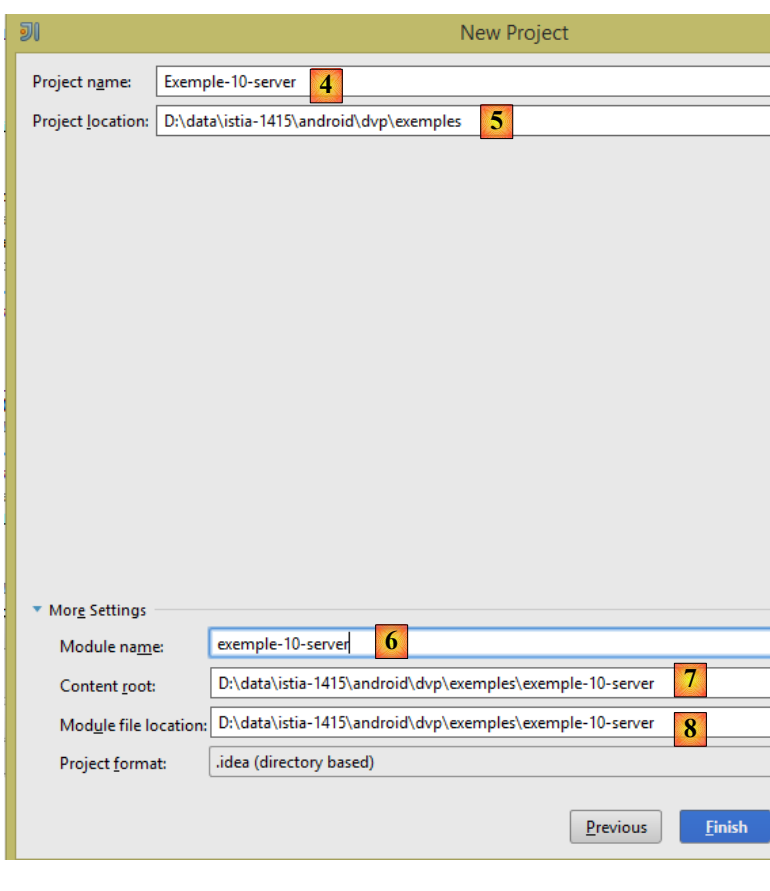 New Project
Project name: Exemple-10-server 4
Project location: D:\data\istia-1415\android\dvp\exemples 5
More Settings
Module name: exemple-10-server 6
Content root: D:\data\istia-1415\android\dvp\exemples\exemple-10-server 7
Module file location: D:\data\istia-1415\android\dvp\exemples\exemple-10-server 8
Project format: .idea (directory based)
Previous Finish